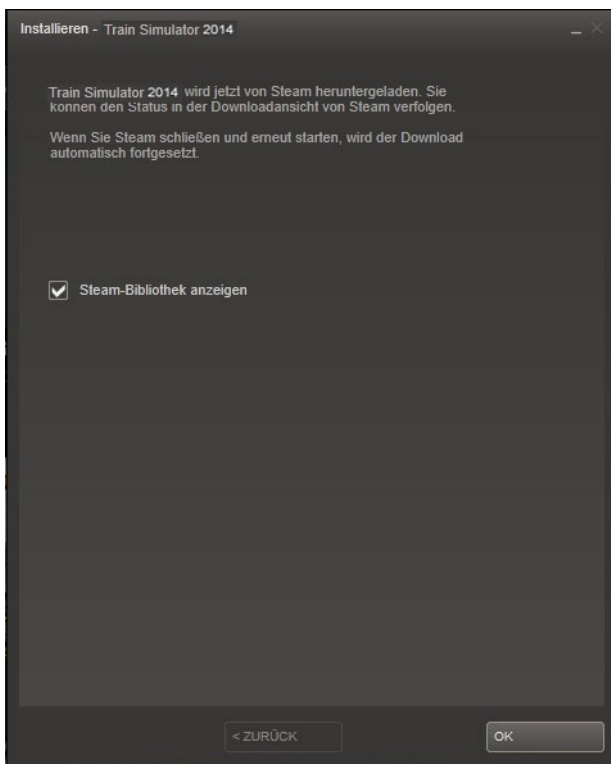 Installieren - Train Simulator 2014
Train Simulator 2014 wird jetzt von Steam heruntergeladen. Sie
können den Status in der Downloadansicht von Steam verfolgen.
Wenn Sie Steam schließen und erneut starten, wird der Download
automatisch fortgesetzt.
Steam-Bibliothek anzeigen
< ZURÜCK
OK